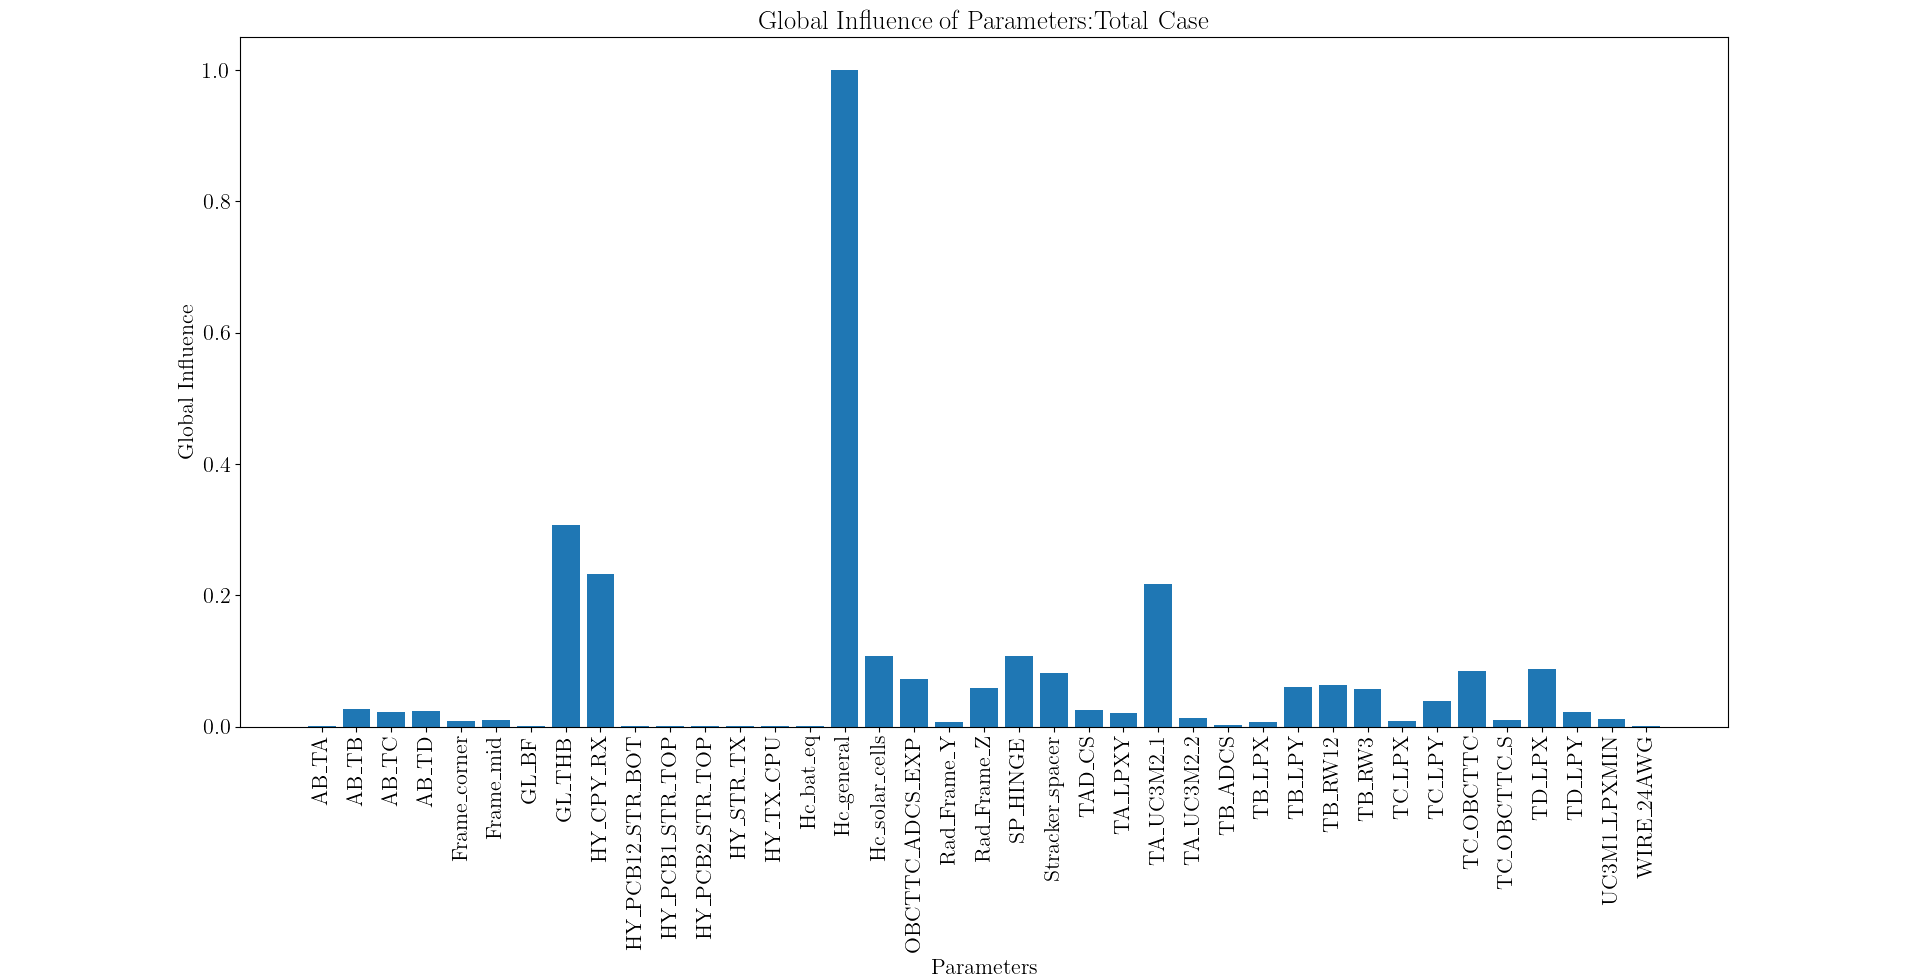 Global Influence of Parameters:Total Case
1.0
0.8
0.6
0.4
0.2
0.0
Global Influence
AB_TA
AB_TB
AB_TC
AB_TD
Frame_corner
Frame_mid
GL_BF
GL_THB
HY_CPY_RX
HY_PCB12_STR_BOT
HY_PCB1_STR_TOP
HY_PCB2_STR_TOP
HY_STR_TX
HY_TX_CPU
Hc_bat_eq
Hc_general
Hc_solar_cells
OBCTTC_ADCS_EXP
Rad_Frame_Y
Rad_Frame_Z
SP_HINGE
Stracker_spacer
TAD_CS
TA_LPXY
TA_UC3M2_1
TA_UC3M2_2
TB_ADCS
TB_LPX
TB_LPY
TB_RW12
TB_RW3
TC_LPX
TC_LPY
TC_OBCTTC
TC_OBCTTC_S
TD_LPX
TD_LPY
UC3M1_LPXMIN
WIRE_24AWG
Parameters